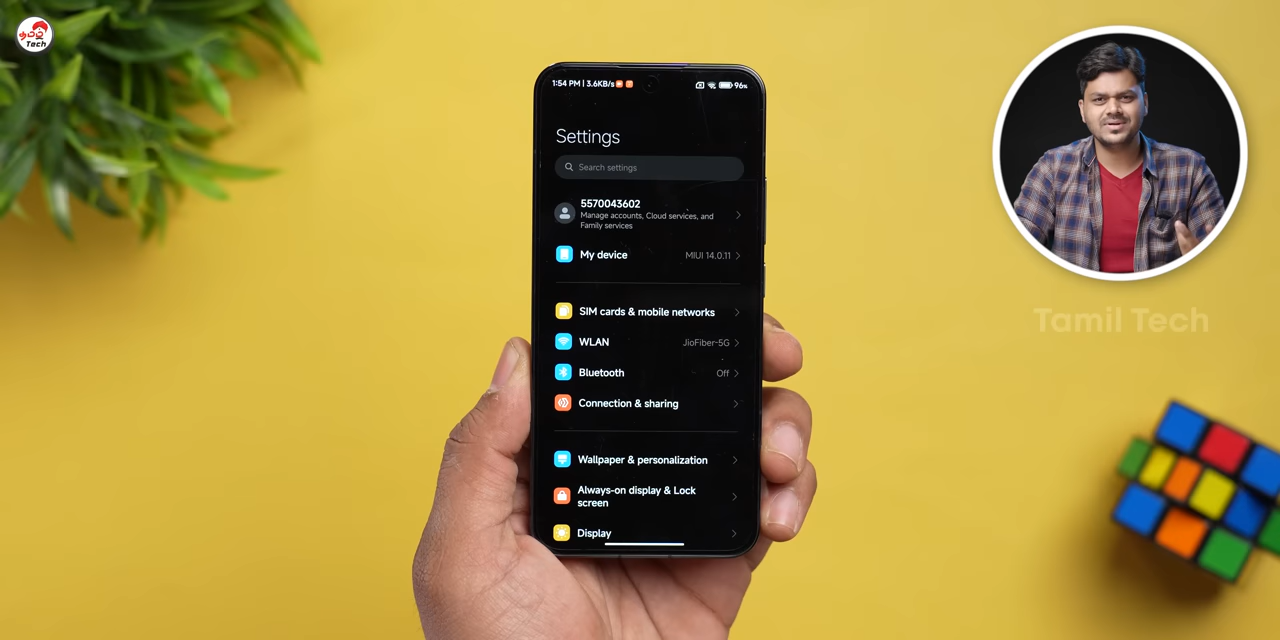 தமிழ்
Tech
1:54 PM | 3.6KB/s
96%
Settings
Search settings
5570043602
Manage accounts, Cloud services, and
Family services
My device
MIUI 14.0.11
SIM cards & mobile networks
WLAN
JioFiber-5G
Bluetooth
Off
Connection & sharing
Wallpaper & personalization
Always-on display & Lock
screen
Display
Tamil Tech